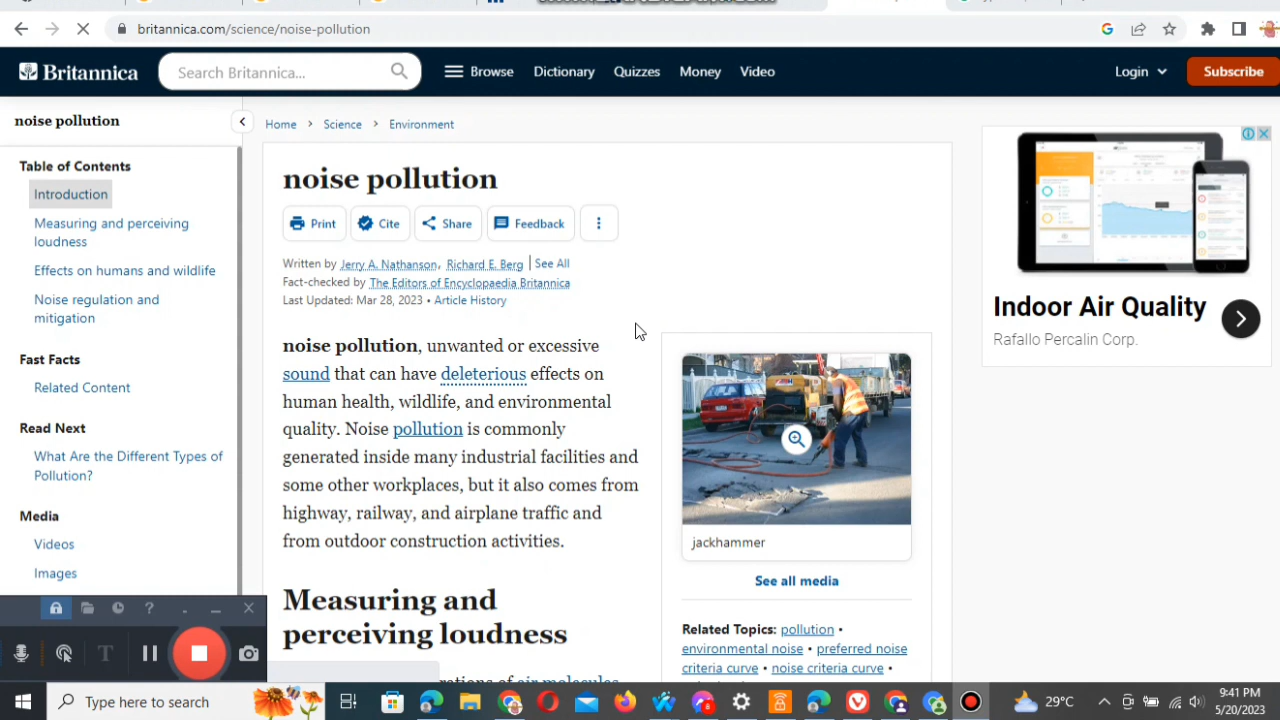 britannica.com/science/noise-pollution
Britannica
Search Britannica...
Browse
Dictionary
Quizzes
Money
Video
Login
Subscribe
noise pollution
Table of Contents
Introduction
Measuring and perceiving
loudness
Effects on humans and wildlife
Noise regulation and
mitigation
Fast Facts
Related Content
Read Next
What Are the Different Types of
Pollution?
Media
Videos
Images
Home > Science > Environment
noise pollution
Print
Cite
Share
Feedback
Written by Jerry A. Nathanson, Richard E. Berg | See All
Fact-checked by The Editors of Encyclopaedia Britannica
Last Updated: Mar 28, 2023 • Article History
noise pollution, unwanted or excessive
sound that can have deleterious effects on
human health, wildlife, and environmental
quality. Noise pollution is commonly
generated inside many industrial facilities and
some other workplaces, but it also comes from
highway, railway, and airplane traffic and
from outdoor construction activities.
Measuring and
perceiving loudness
air molecules
jackhammer
See all media
Related Topics: pollution •
environmental noise • preferred noise
criteria curve • noise criteria curve •
Indoor Air Quality
Rafallo Percalin Corp.
Type here to search
29°C
9:41 PM
5/20/2023